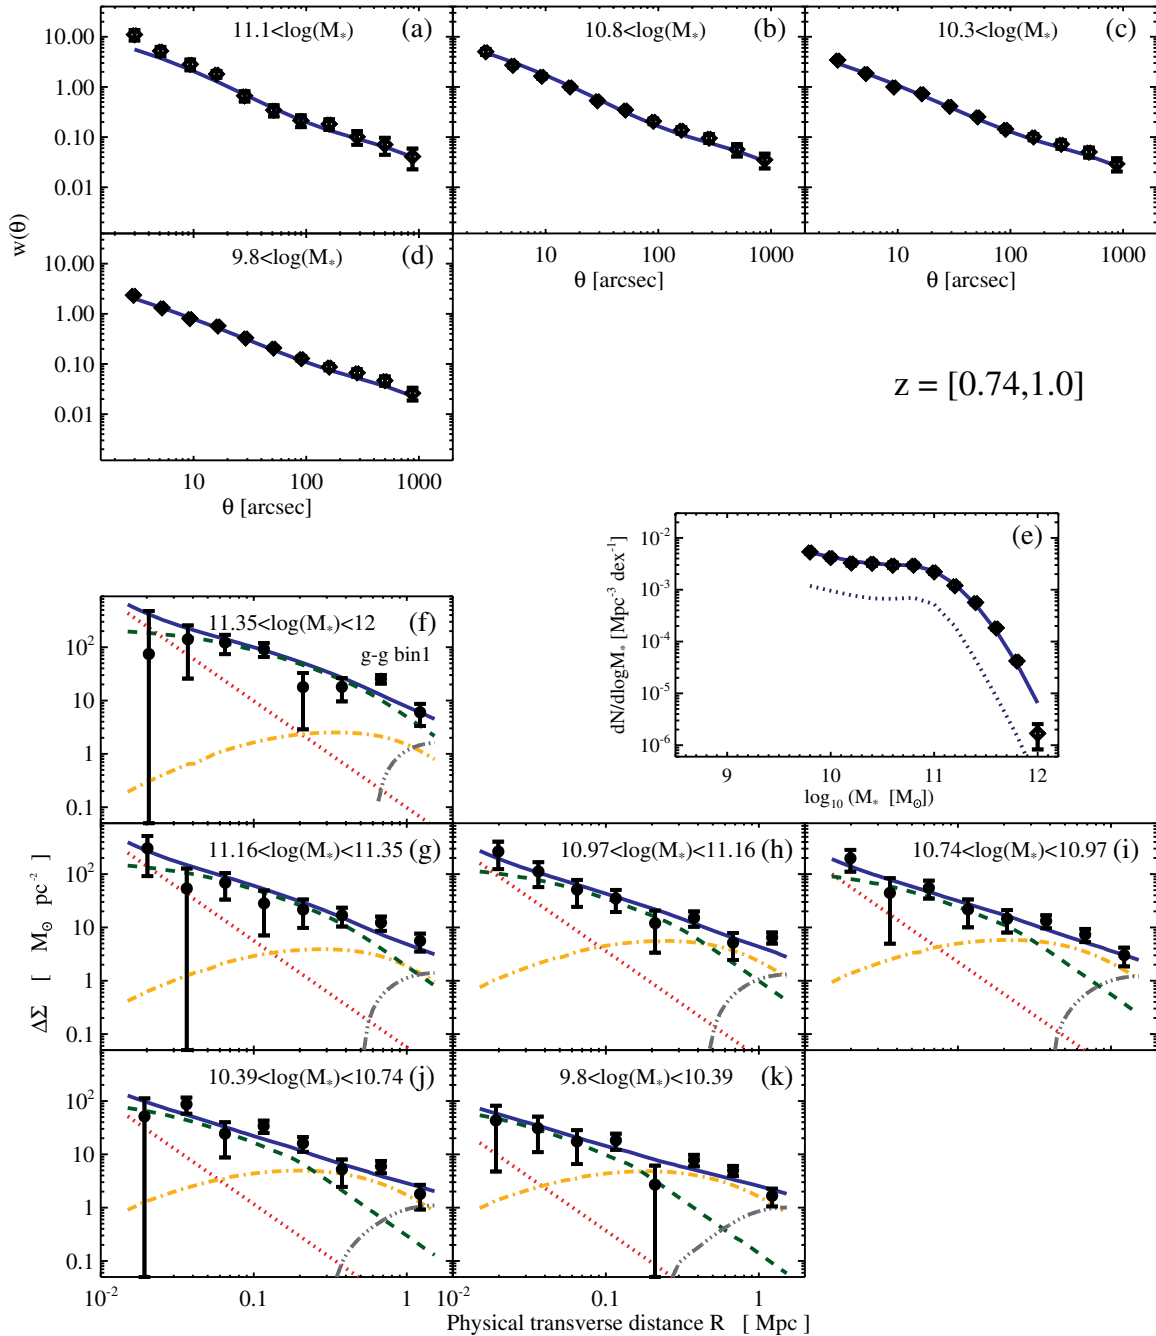 11.1<log(M*) (a)
10.8<log(M*) (b)
10.3<log(M*) (c)
10.00
1.00
0.10
0.01
w(θ)
9.8<log(M*) (d)
10 100 1000
θ [arcsec]
10 100 1000
θ [arcsec]
10.00
1.00
0.10
0.01
z = [0.74,1.0]
10 100 1000
θ [arcsec]
(e)
10⁻²
10⁻³
10⁻⁴
10⁻⁵
10⁻⁶
dN/dlogM* [Mpc⁻³ dex⁻¹]
9 10 11 12
log₁₀ (M* [M⊙])
11.35<log(M*)<12 (f)
g-g bin1
10²
10
1
0.1
11.16<log(M*)<11.35 (g)
10.97<log(M*)<11.16 (h)
10.74<log(M*)<10.97 (i)
10²
10
1
0.1
ΔΣ [ M⊙ pc⁻² ]
10.39<log(M*)<10.74 (j)
9.8<log(M*)<10.39 (k)
10²
10
1
0.1
10⁻² 0.1 1 10⁻² 0.1 1
Physical transverse distance R [ Mpc ]